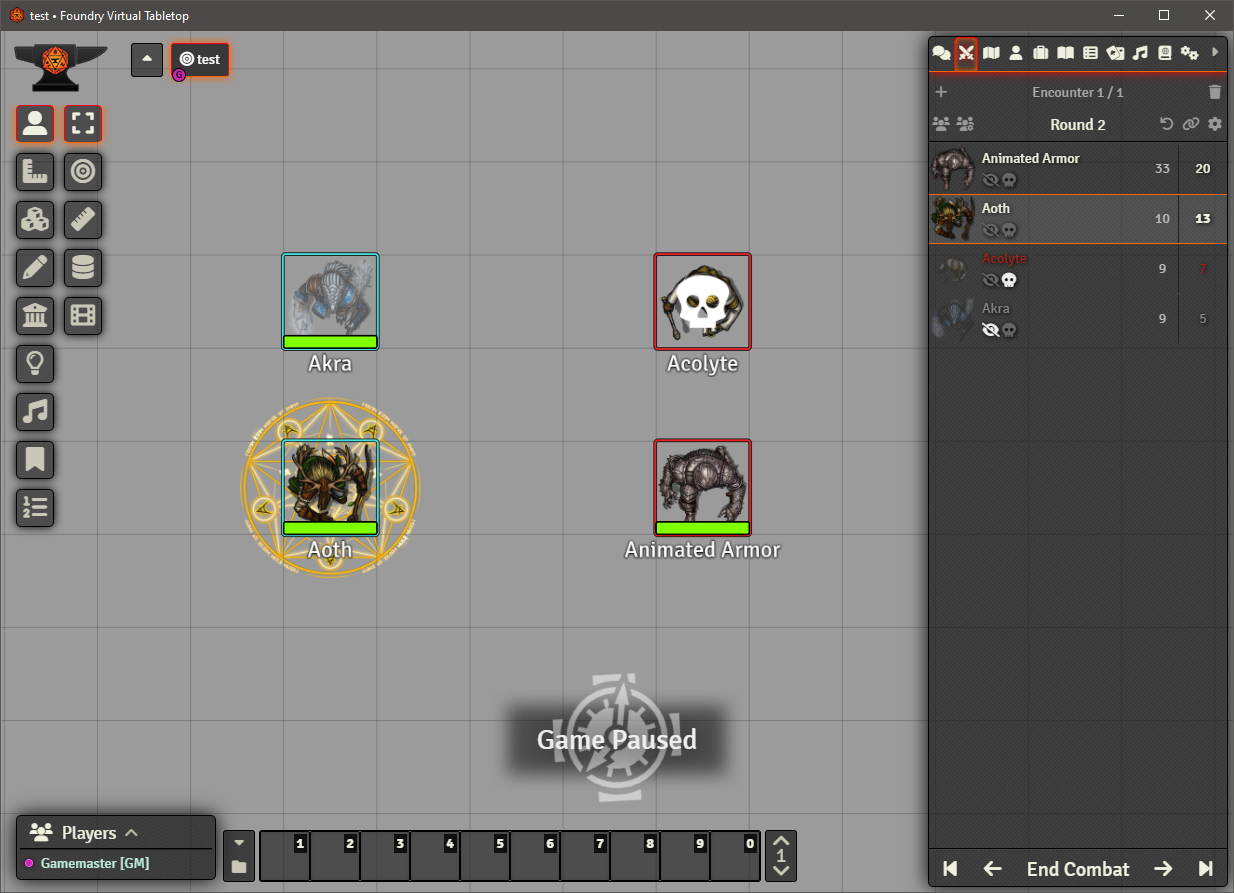 test • Foundry Virtual Tabletop
test
G
Encounter 1 / 1
Round 2
Animated Armor
33
20
Aoth
10
13
Acolyte
9
7
Akra
9
5
Akra
Acolyte
Aoth
Animated Armor
Game Paused
Players
Gamemaster [GM]
1 2 3 4 5 6 7 8 9 0
1
End Combat